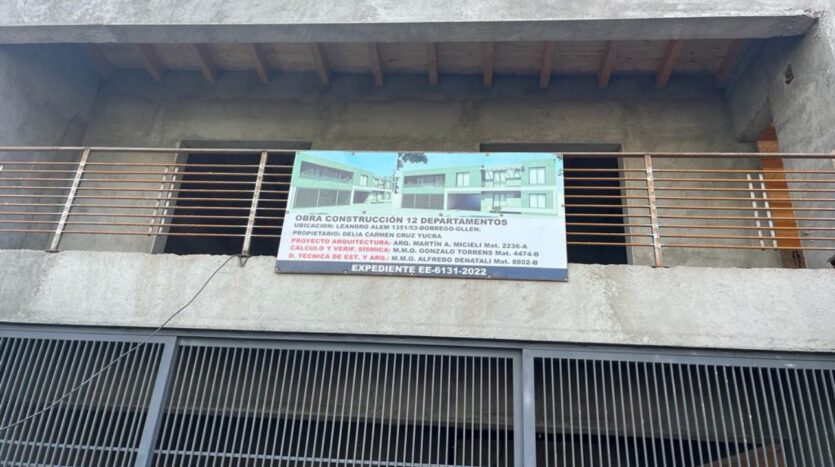 OBRA CONSTRUCCIÓN 12 DEPARTAMENTOS
UBICACION: LEANDRO ALEM 1351/53-DORREGO-GLLEN.
PROPIETARIO: DELIA CARMEN CRUZ YUCRA
PROYECTO ARQUITECTURA: ARQ. MARTÍN A. MICIELI Mat. 2236-A
CÁLCULO Y VERIF. SÍSMICA: M.M.O. GONZALO TORRENS Mat. 4474-B
D. TÉCNICA DE EST. Y ARQ.: M.M.O. ALFREDO DENATALI Mat. 8802-B
EXPEDIENTE EE-6131-2022